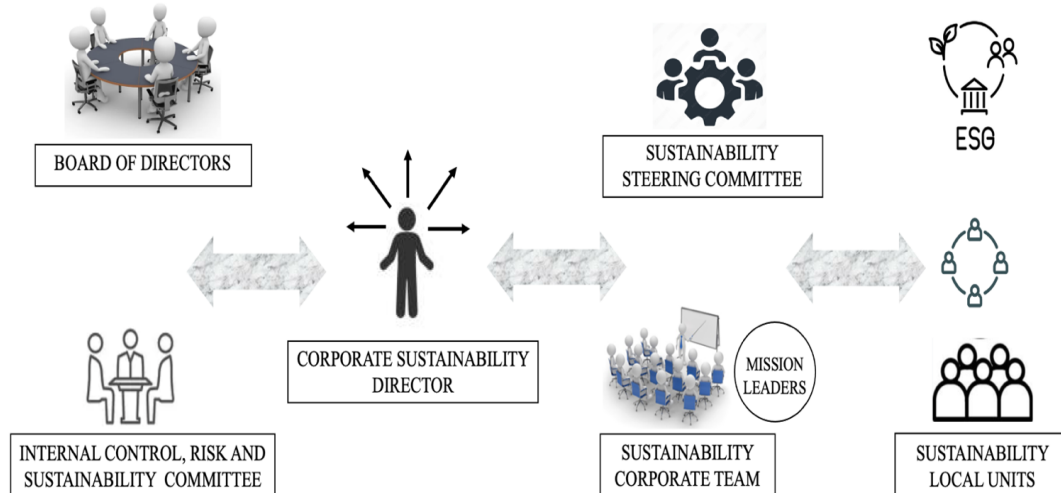 BOARD OF DIRECTORS
SUSTAINABILITY
STEERING COMMITTEE
ESG
CORPORATE SUSTAINABILITY
DIRECTOR
MISSION
LEADERS
INTERNAL CONTROL, RISK AND
SUSTAINABILITY COMMITTEE
SUSTAINABILITY
CORPORATE TEAM
SUSTAINABILITY
LOCAL UNITS